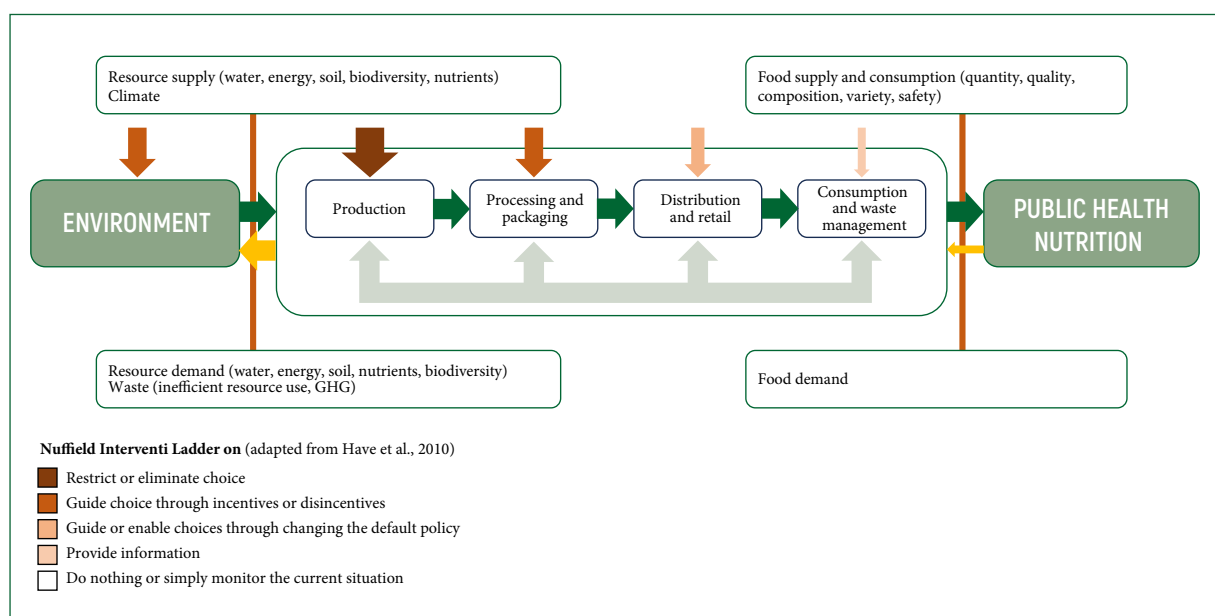 Resource supply (water, energy, soil, biodiversity, nutrients)
Climate
Food supply and consumption (quantity, quality,
composition, variety, safety)
ENVIRONMENT
Production
Processing and
packaging
Distribution
and retail
Consumption
and waste
management
PUBLIC HEALTH
NUTRITION
Resource demand (water, energy, soil, nutrients, biodiversity)
Waste (inefficient resource use, GHG)
Food demand
Nuffield Interventi Ladder on (adapted from Have et al., 2010)
Restrict or eliminate choice
Guide choice through incentives or disincentives
Guide or enable choices through changing the default policy
Provide information
Do nothing or simply monitor the current situation